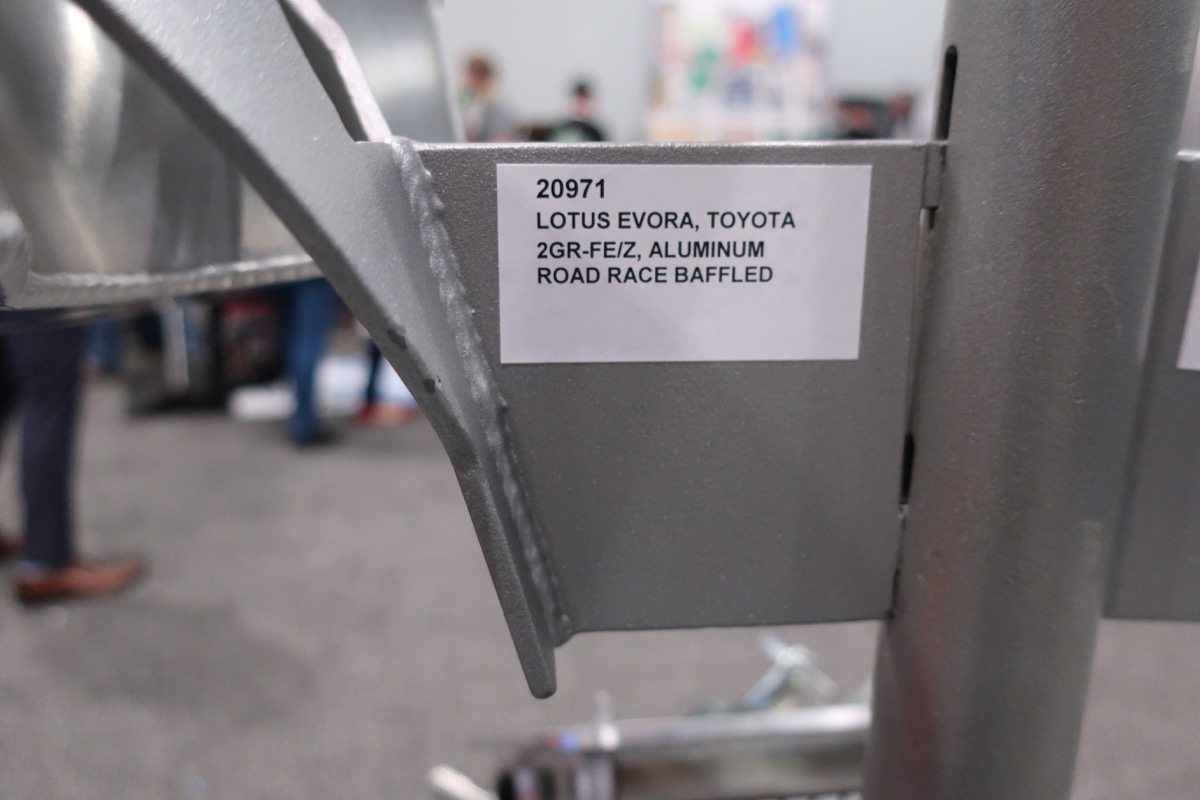 20971
LOTUS EVORA, TOYOTA
2GR-FE/Z, ALUMINUM
ROAD RACE BAFFLED